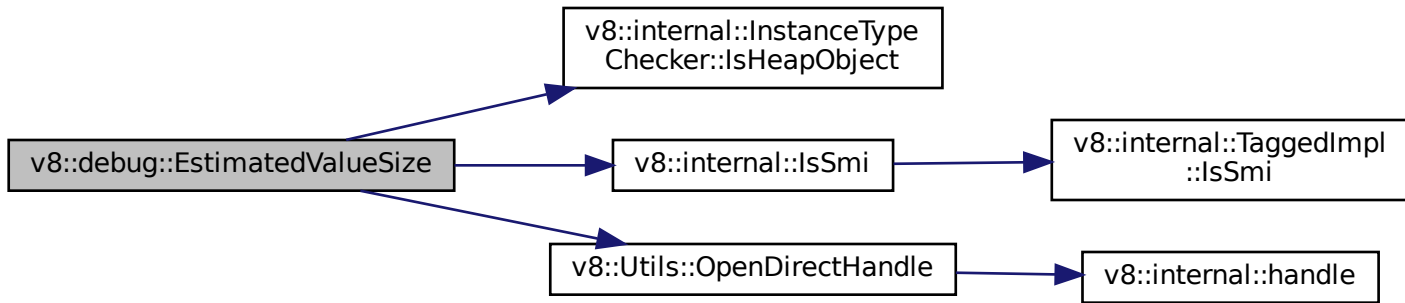 v8::internal::InstanceType
Checker::IsHeapObject
v8::debug::EstimatedValueSize
v8::internal::IsSmi
v8::internal::TaggedImpl
::IsSmi
v8::Utils::OpenDirectHandle
v8::internal::handle